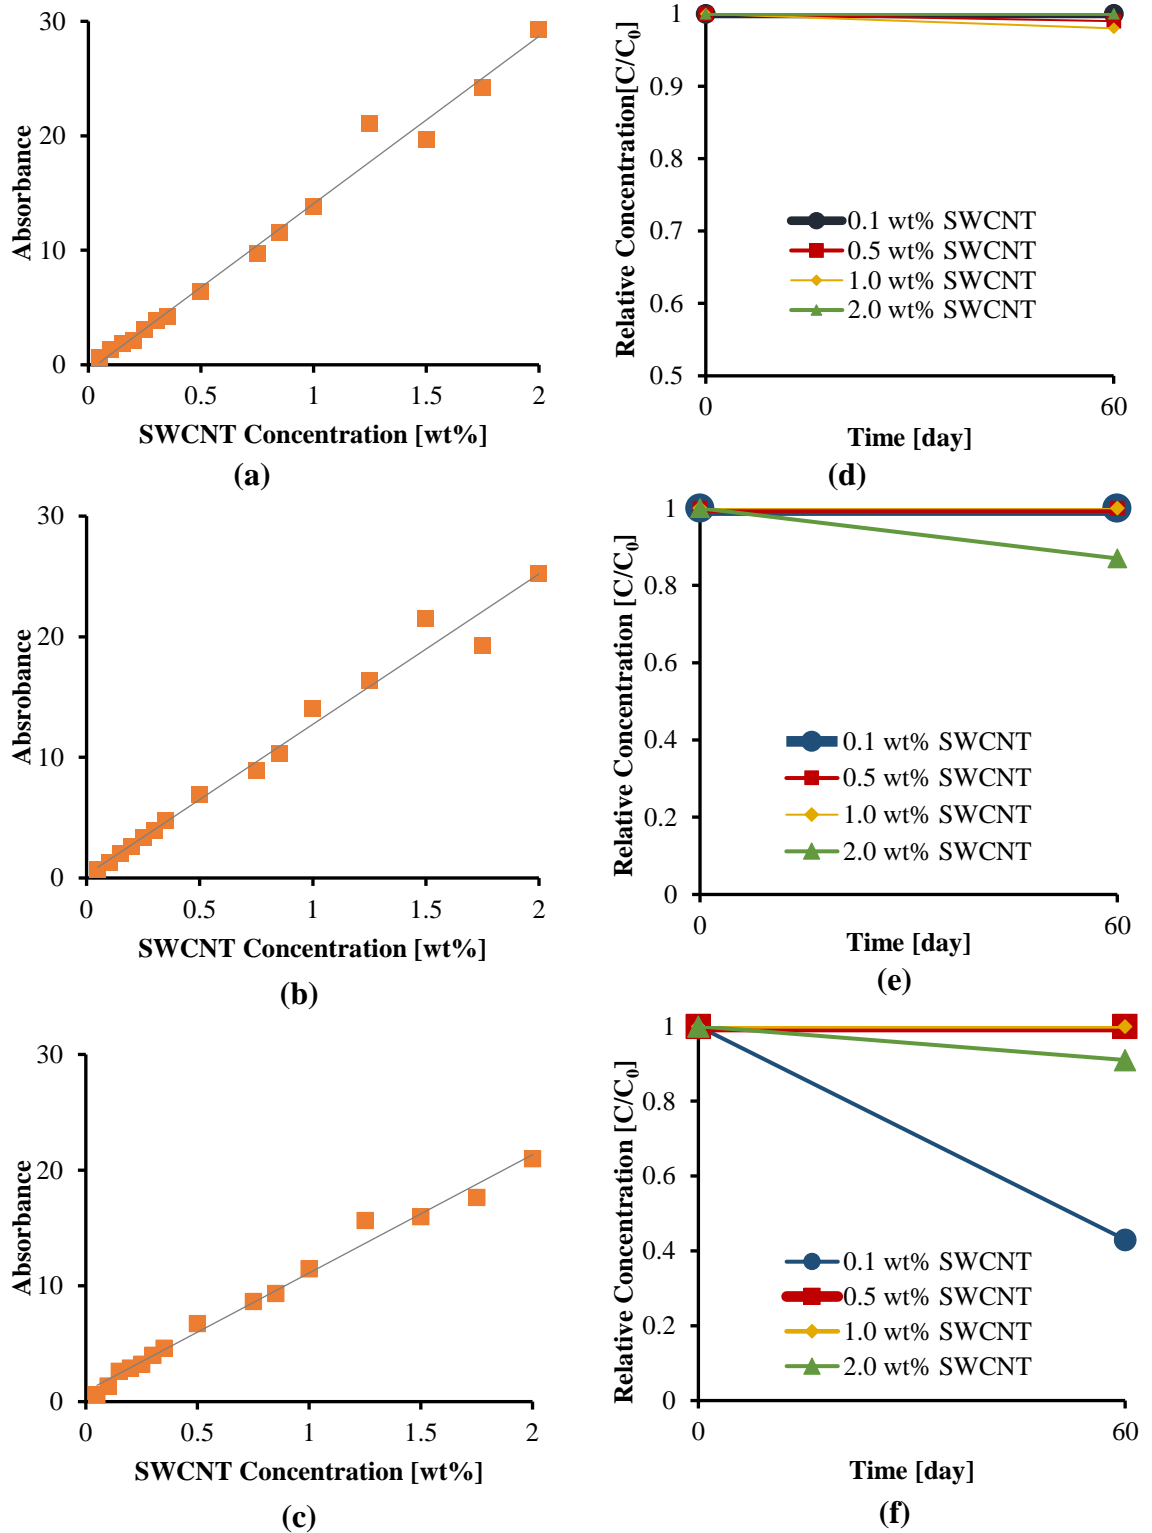 30
20
10
0
Absorbance
0 0.5 1 1.5 2
SWCNT Concentration [wt%]
(a)
1
0.9
0.8
0.7
0.6
0.5
Relative Concentration[C/C0]
0.1 wt% SWCNT
0.5 wt% SWCNT
1.0 wt% SWCNT
2.0 wt% SWCNT
0 60
Time [day]
(d)
30
20
10
0
Absrobance
0 0.5 1 1.5 2
SWCNT Concentration [wt%]
(b)
1
0.8
0.6
0.4
0.2
0
Relative Concentration [C/C0]
0.1 wt% SWCNT
0.5 wt% SWCNT
1.0 wt% SWCNT
2.0 wt% SWCNT
0 60
Time [day]
(e)
30
20
10
0
Absorbance
0 0.5 1 1.5 2
SWCNT Concentration [wt%]
(c)
1
0.8
0.6
0.4
0.2
0
Relative Concentration [C/C0]
0.1 wt% SWCNT
0.5 wt% SWCNT
1.0 wt% SWCNT
2.0 wt% SWCNT
0 60
Time [day]
(f)